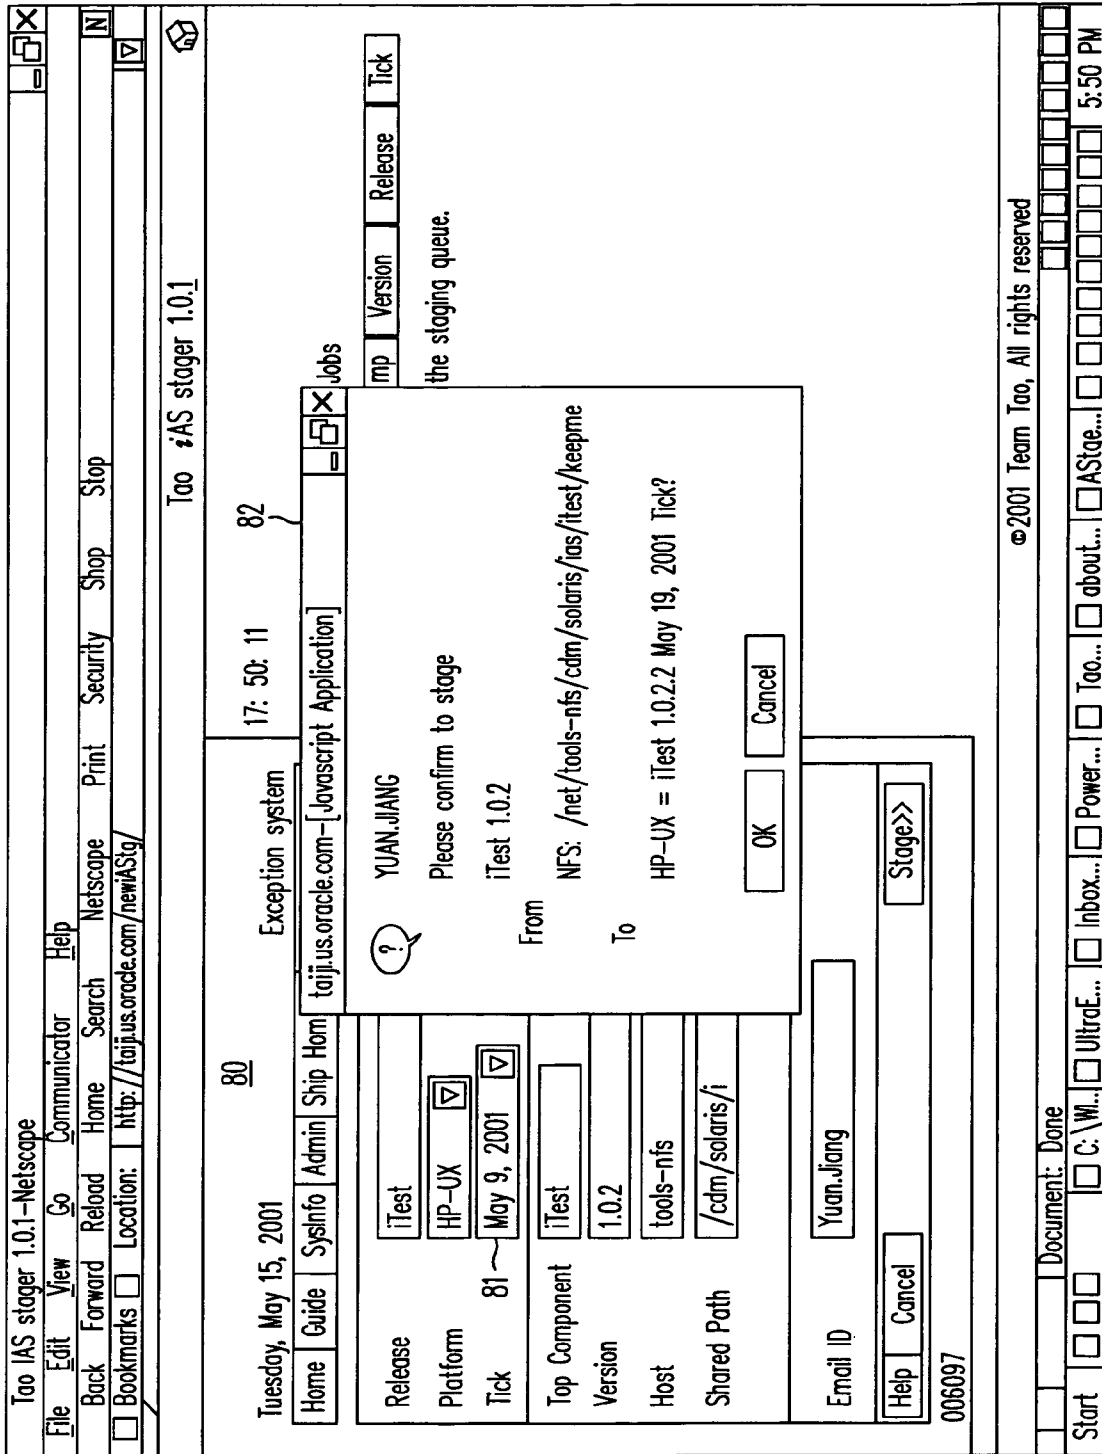 Tao IAS stager 1.0.1-Netscape
File Edit View Go Communicator Help
Back Forward Reload Home Search Netscape Print Security Shop Stop
N
Bookmarks Location: http://taiji.us.oracle.com/newiAStg/
Tao iAS stager 1.0.1
Tuesday, May 15, 2001 80 17: 50: 11 82
Exception system
Home Guide SysInfo Admin Ship Hom Jobs
taiji.us.oracle.com-[Javascript Application]
mp Version Release Tick
the staging queue.
Release iTest
Platform HP-UX
Tick 81 May 9, 2001
Top Component iTest
Version 1.0.2
Host tools-nfs
Shared Path /cdm/solaris/i
Email ID Yuan.Jiang
Help Cancel Stage>>
006097
?
YUAN.JIANG
Please confirm to stage
iTest 1.0.2
From
NFS: /net/tools-nfs/cdm/solaris/ias/itest/keepme
To
HP-UX = iTest 1.0.2.2 May 19, 2001 Tick?
OK Cancel
©2001 Team Tao, All rights reserved
Document: Done
Start C:\WI... UltraE... Inbox... Power... Tao... about... AStge... 5:50 PM